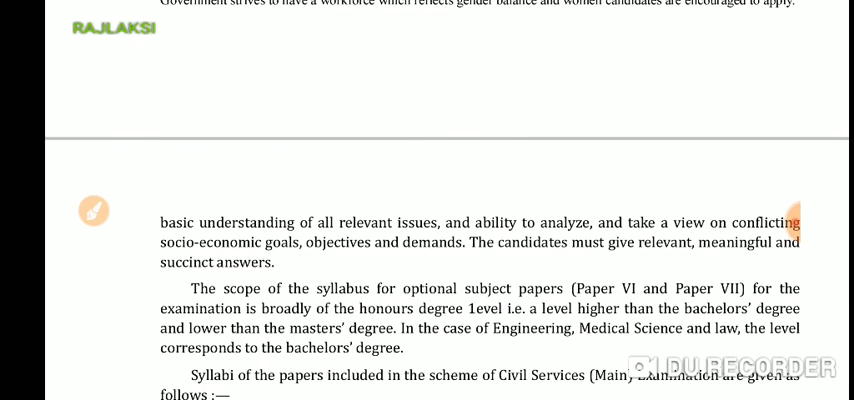 Government strives to have a workforce which reflects gender balance and women candidates are encouraged to apply.
RAJLAKSI
basic understanding of all relevant issues, and ability to analyze, and take a view on conflicting
socio-economic goals, objectives and demands. The candidates must give relevant, meaningful and
succinct answers.
The scope of the syllabus for optional subject papers (Paper VI and Paper VII) for the
examination is broadly of the honours degree 1evel i.e. a level higher than the bachelors’ degree
and lower than the masters’ degree. In the case of Engineering, Medical Science and law, the level
corresponds to the bachelors’ degree.
DU RECORDER
Syllabi of the papers included in the scheme of Civil Services (Main) Examination are given as
follows :—